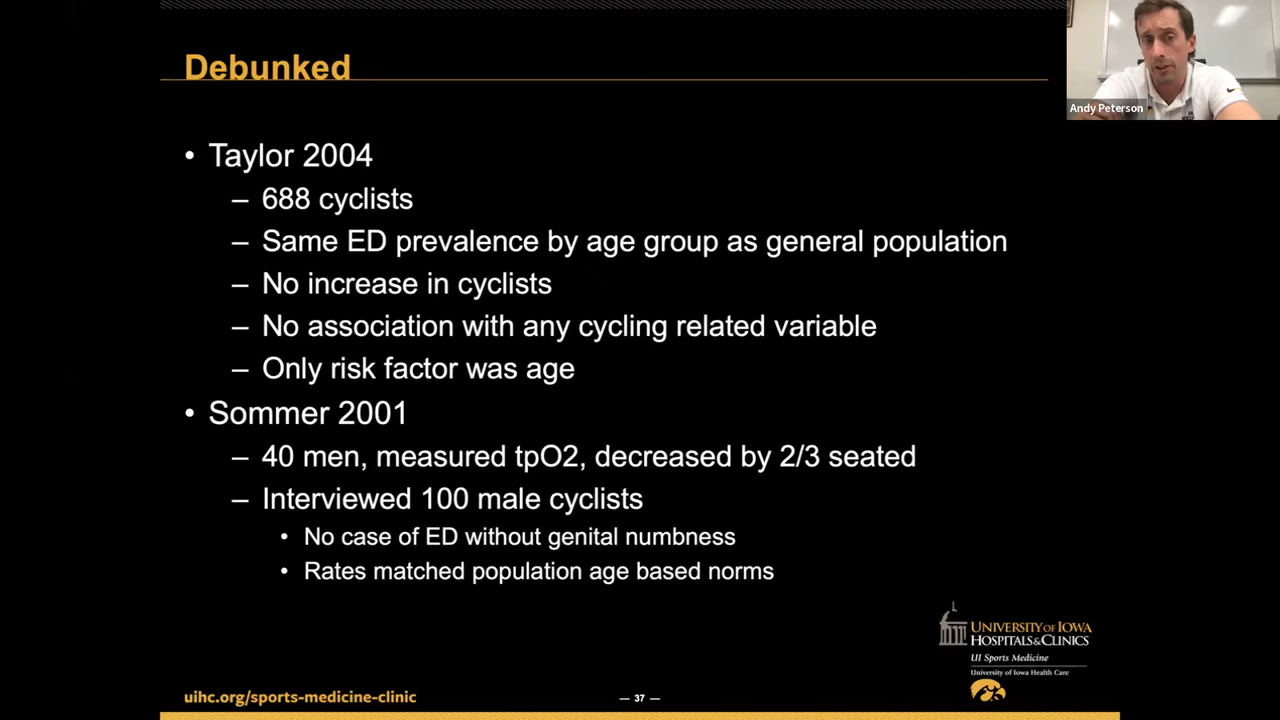 Debunked
Andy Peterson
• Taylor 2004
– 688 cyclists
– Same ED prevalence by age group as general population
– No increase in cyclists
– No association with any cycling related variable
– Only risk factor was age
• Sommer 2001
– 40 men, measured tpO2, decreased by 2/3 seated
– Interviewed 100 male cyclists
• No case of ED without genital numbness
• Rates matched population age based norms
UNIVERSITY OF IOWA
HOSPITALS & CLINICS
UI Sports Medicine
University of Iowa Health Care
uihc.org/sports-medicine-clinic
— 37 —